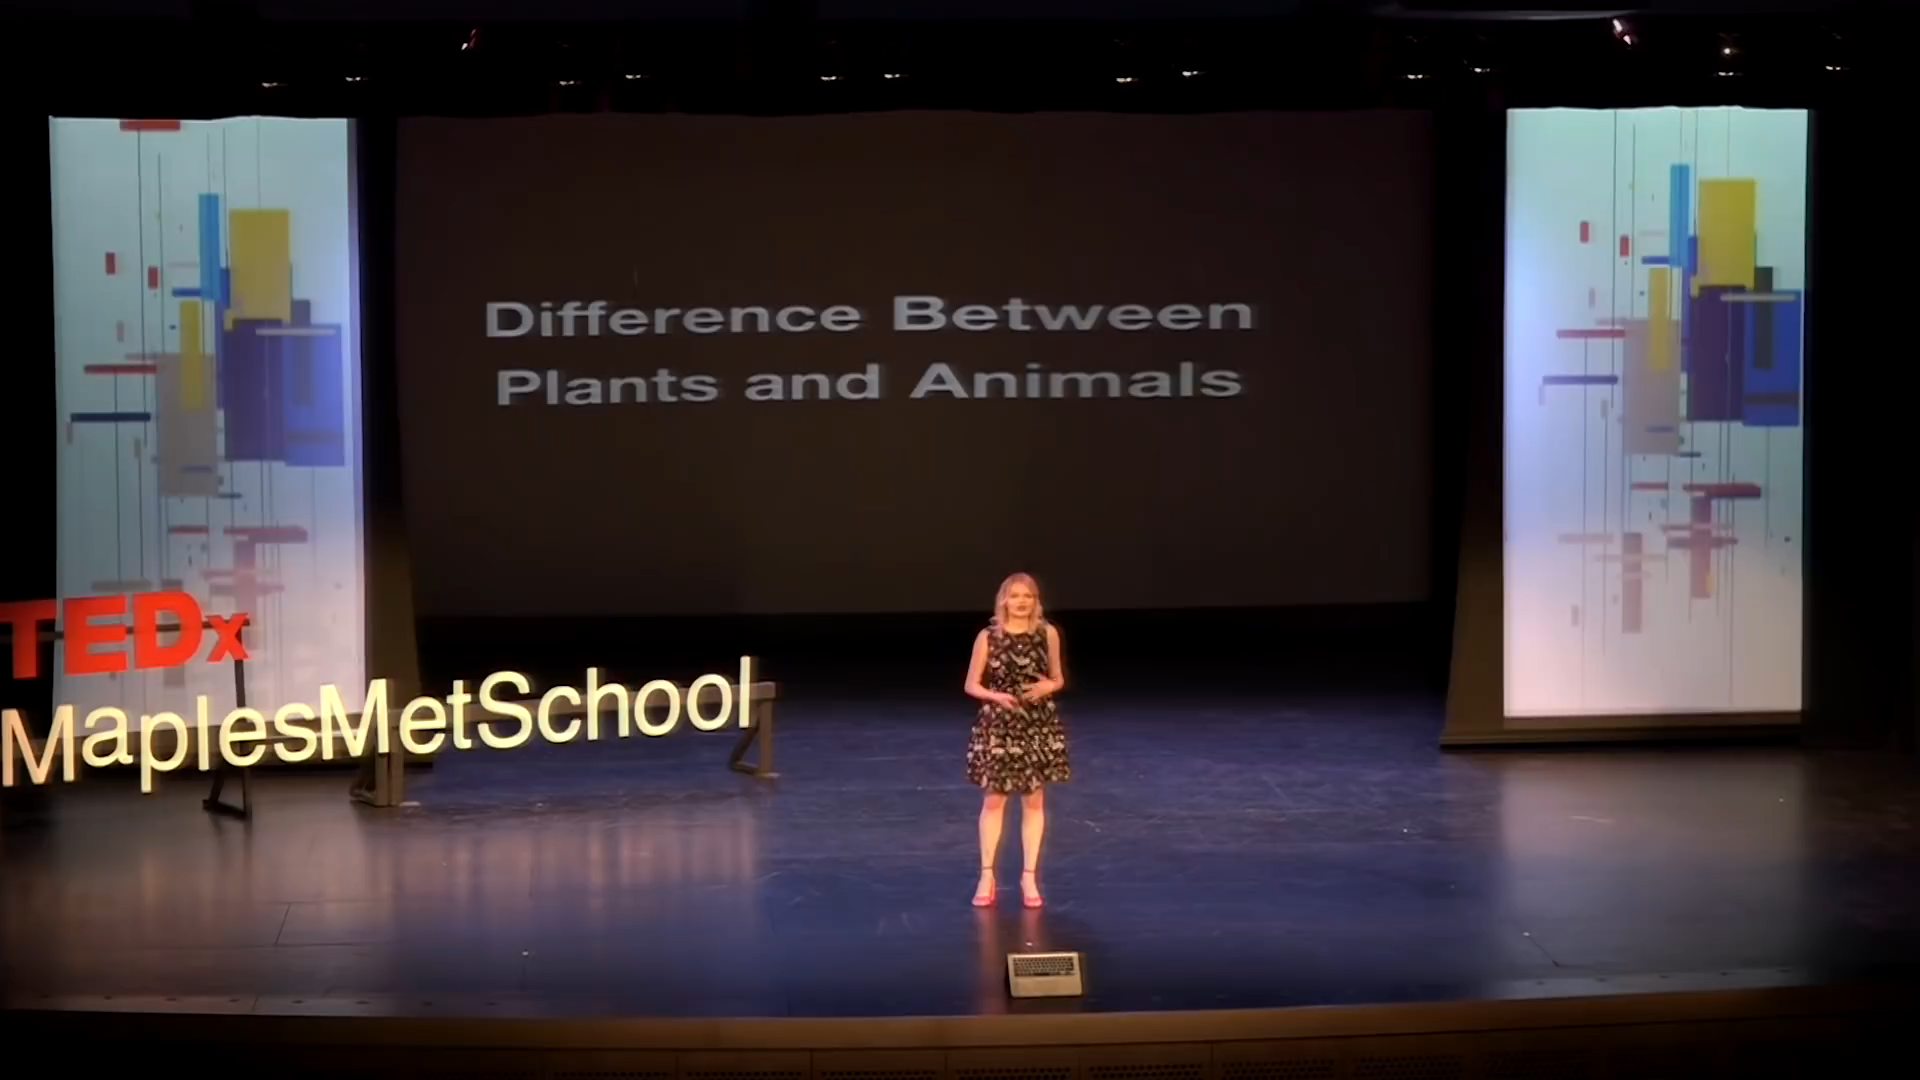 Difference Between
Plants and Animals
TEDx
MaplesMetSchool